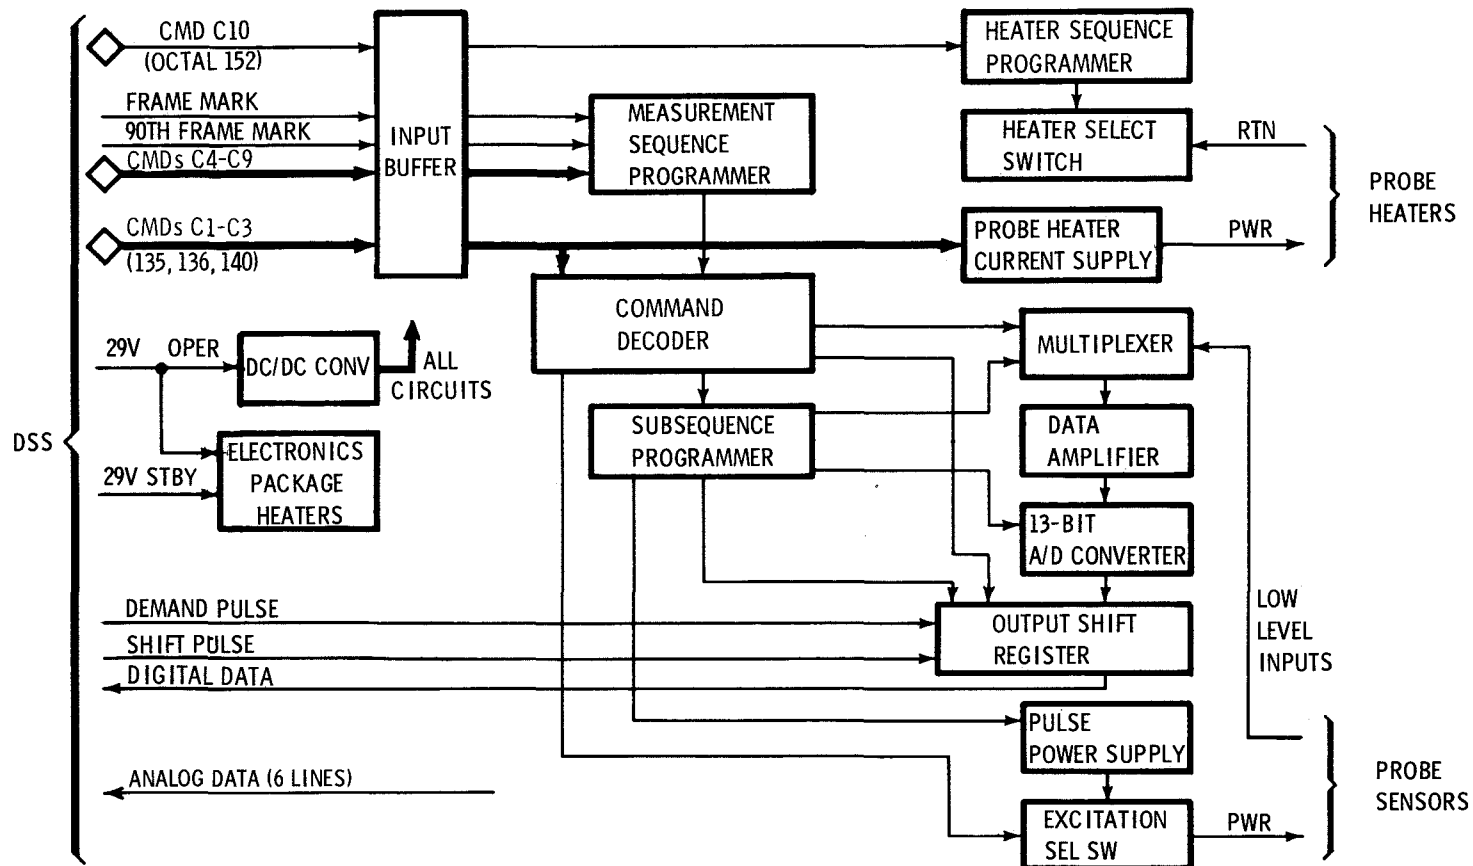 CMD C10
(OCTAL 152)
FRAME MARK
90TH FRAME MARK
CMDs C4-C9
CMDs C1-C3
(135, 136, 140)
INPUT
BUFFER
MEASUREMENT
SEQUENCE
PROGRAMMER
HEATER SEQUENCE
PROGRAMMER
HEATER SELECT
SWITCH
RTN
PROBE
HEATERS
PROBE HEATER
CURRENT SUPPLY
PWR
COMMAND
DECODER
29V
OPER
DC/DC CONV
ALL
CIRCUITS
MULTIPLEXER
DSS
29V STBY
ELECTRONICS
PACKAGE
HEATERS
SUBSEQUENCE
PROGRAMMER
DATA
AMPLIFIER
13-BIT
A/D CONVERTER
LOW
LEVEL
INPUTS
DEMAND PULSE
SHIFT PULSE
DIGITAL DATA
OUTPUT SHIFT
REGISTER
PULSE
POWER SUPPLY
ANALOG DATA (6 LINES)
EXCITATION
SEL SW
PWR
PROBE
SENSORS